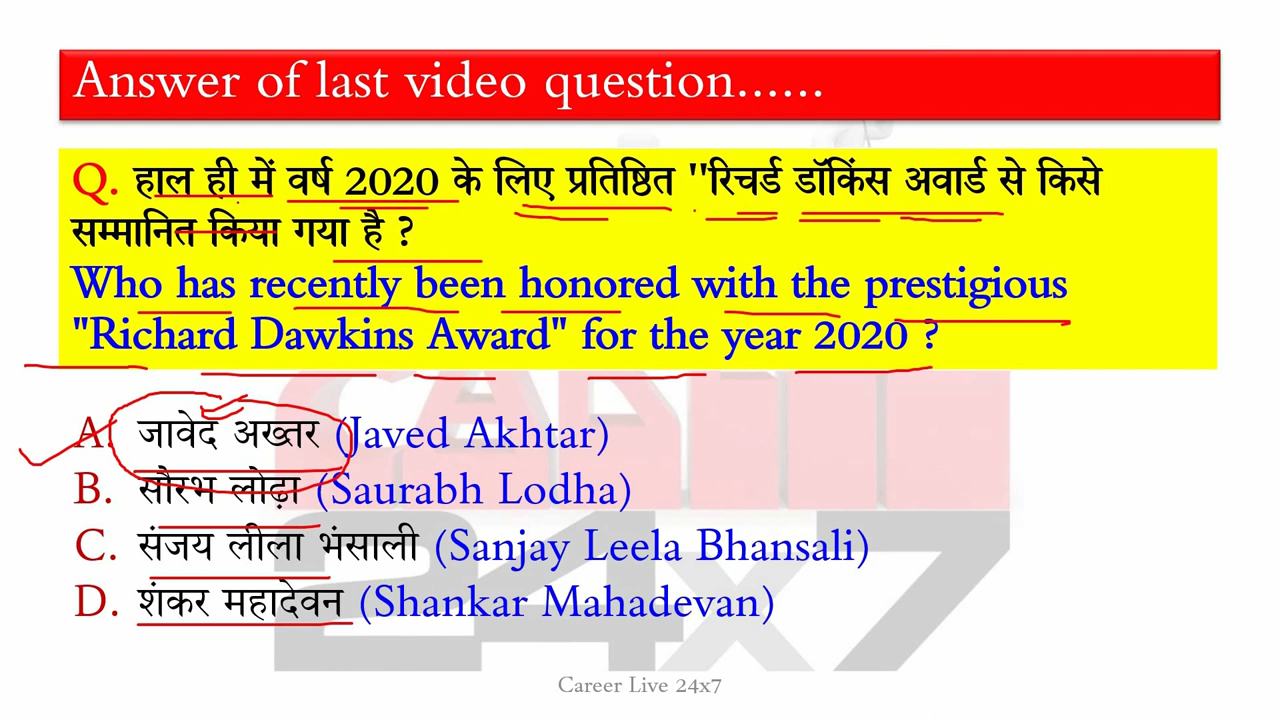 Answer of last video question......
Q. हाल ही में वर्ष 2020 के लिए प्रतिष्ठित "रिचर्ड डॉकिंस अवार्ड से किसे
सम्मानित किया गया है ?
Who has recently been honored with the prestigious
"Richard Dawkins Award" for the year 2020 ?
A. जावेद अख्तर (Javed Akhtar)
B. सौरभ लोढ़ा (Saurabh Lodha)
C. संजय लीला भंसाली (Sanjay Leela Bhansali)
D. शंकर महादेवन (Shankar Mahadevan)
24x7
Career Live 24x7